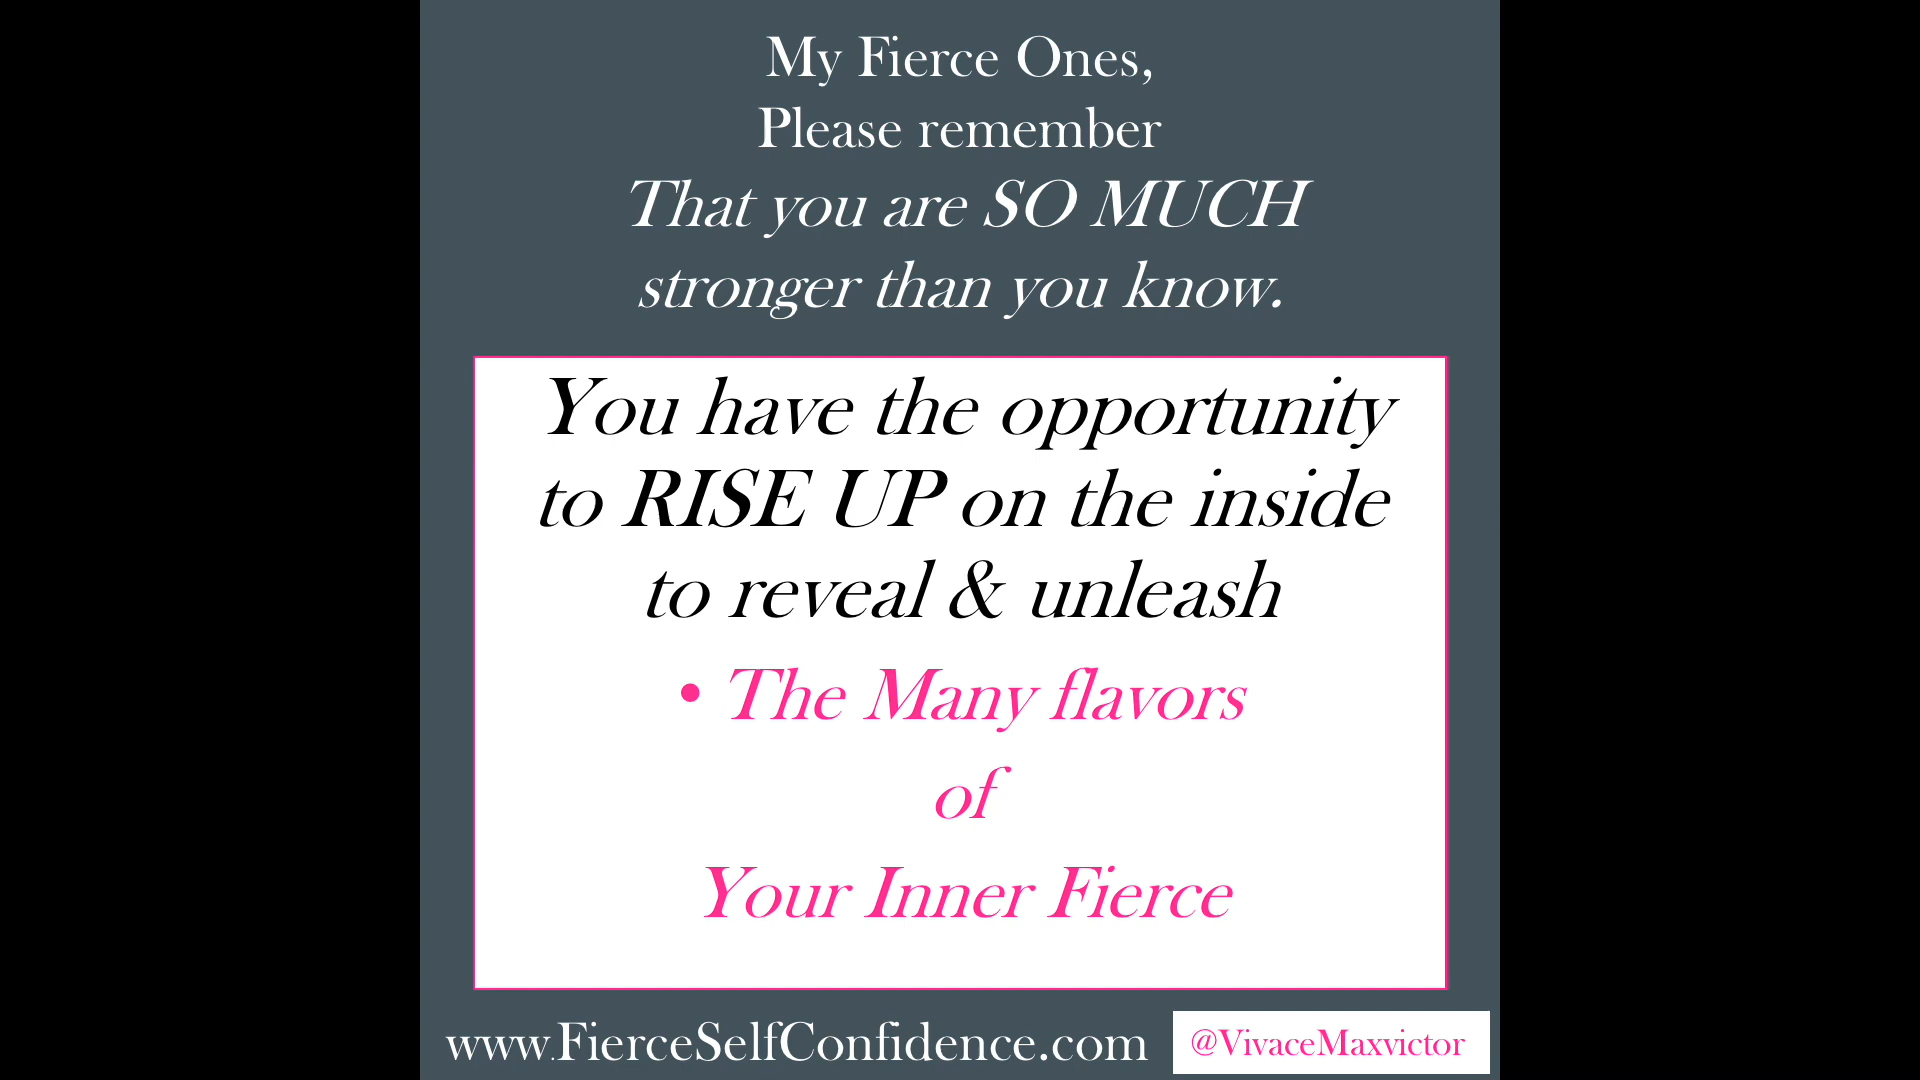 My Fierce Ones,
Please remember
That you are SO MUCH
stronger than you know.
You have the opportunity
to RISE UP on the inside
to reveal & unleash
• The Many flavors
of
Your Inner Fierce
www.FierceSelfConfidence.com
@VivaceMaxvictor